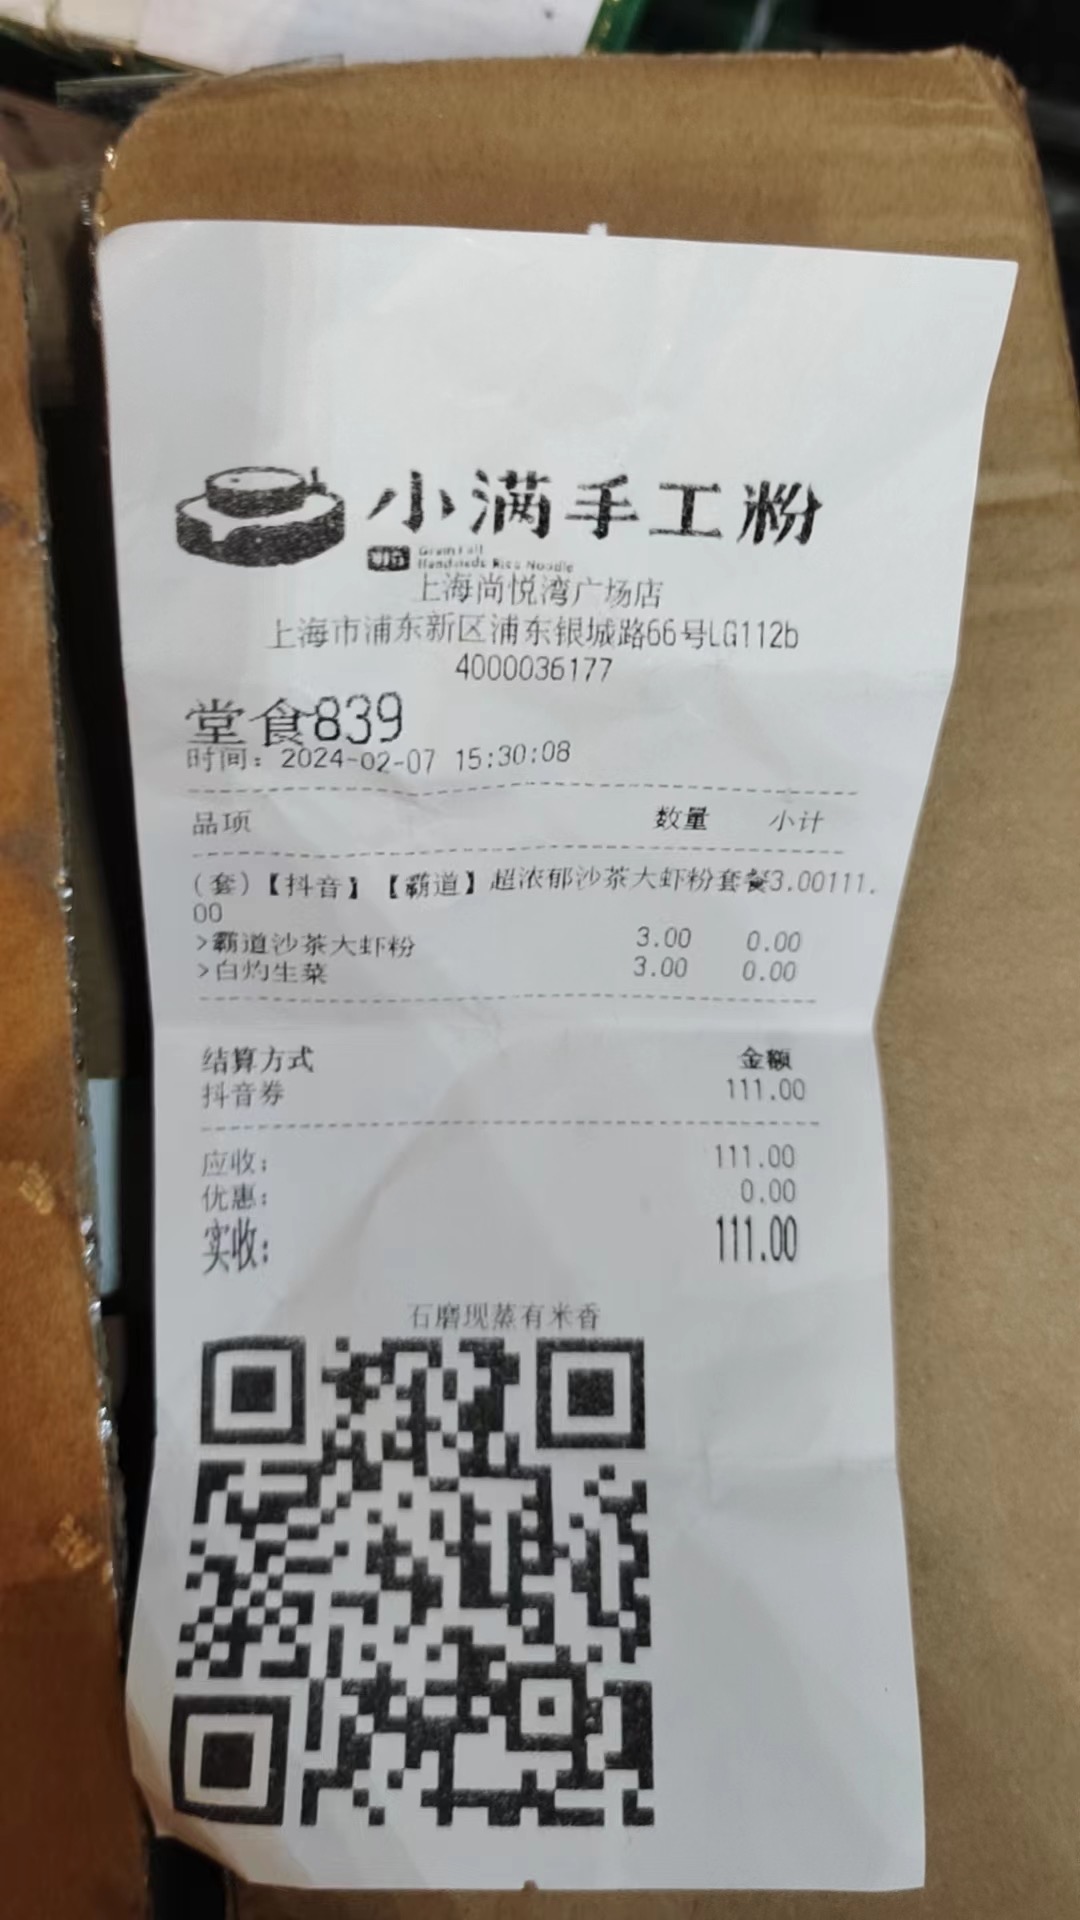 小满手工粉
Handmade Rice Noodle
上海尚悦湾广场店
上海市浦东新区浦东银城路66号LG112b
4000036177
堂食839
时间：2024-02-07 15:30:08
品项 数量 小计
(套)【抖音】【霸道】超浓郁沙茶大虾粉套餐3.00111.
00
>霸道沙茶大虾粉 3.00 0.00
>白灼生菜 3.00 0.00
结算方式 金额
抖音券 111.00
应收： 111.00
优惠： 0.00
实收： 111.00
石磨现蒸有米香